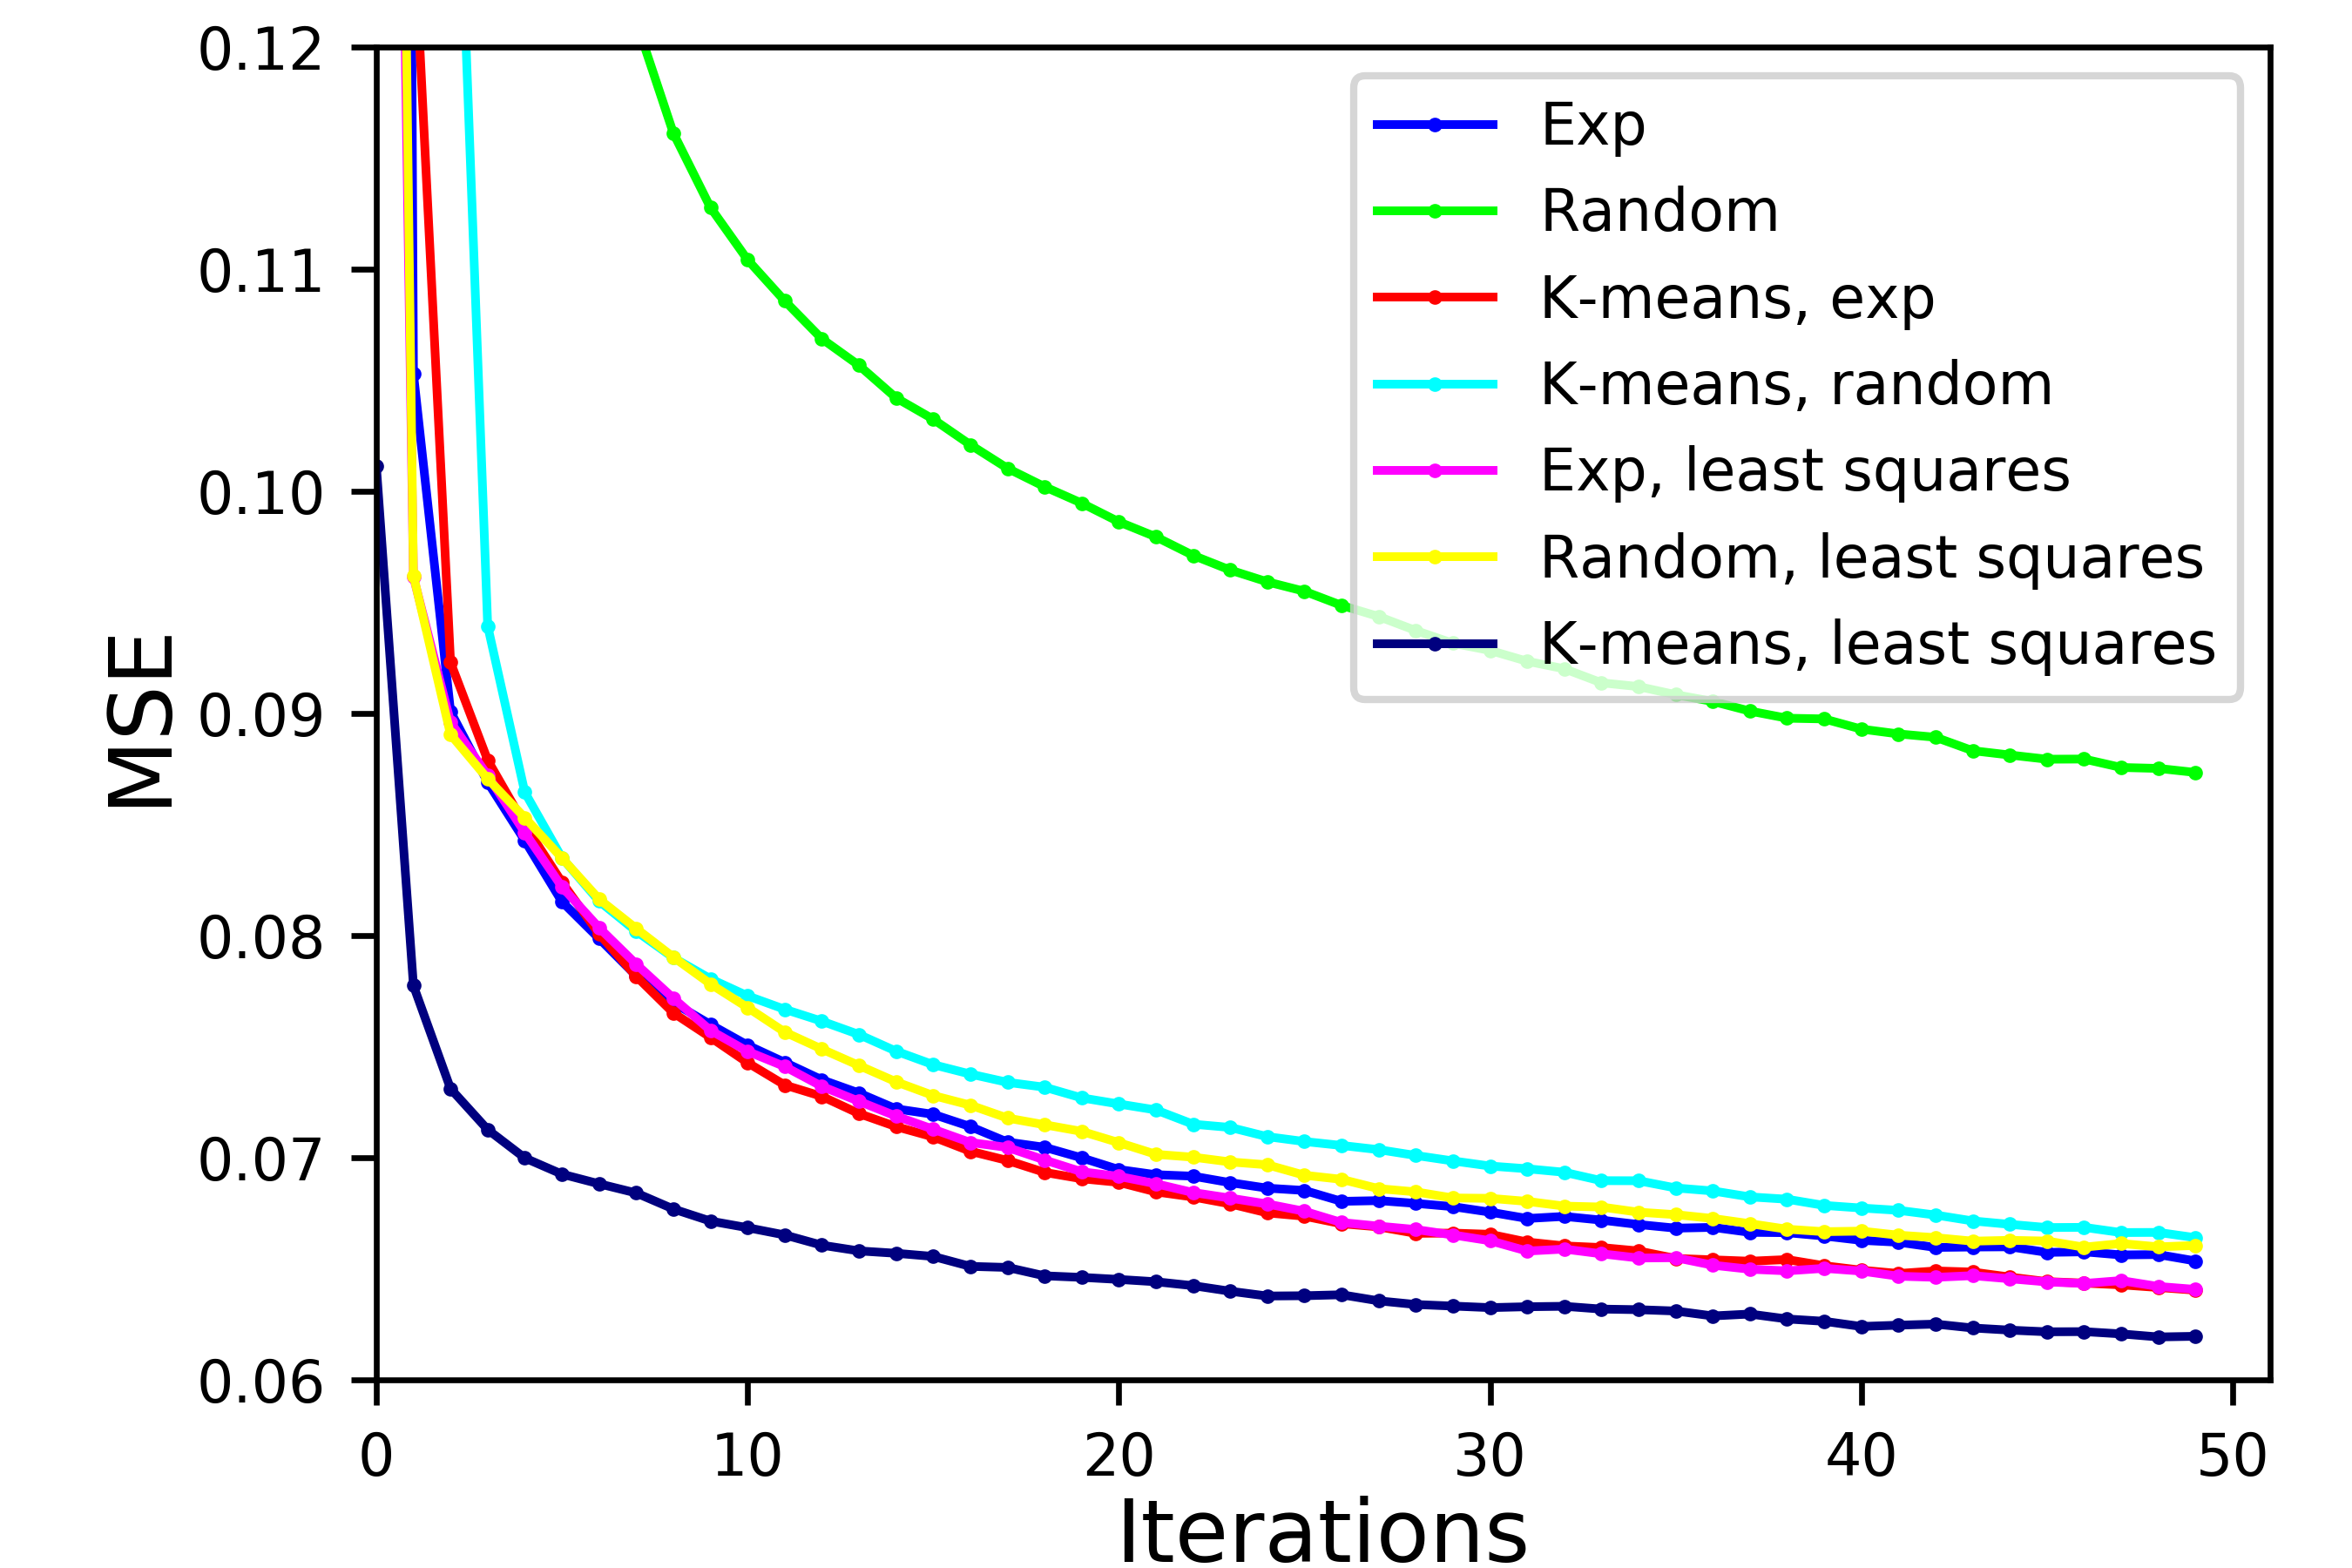 0.12
0.11
0.10
0.09
0.08
0.07
0.06
MSE
Exp
Random
K-means, exp
K-means, random
Exp, least squares
Random, least squares
K-means, least squares
0 10 20 30 40 50
Iterations